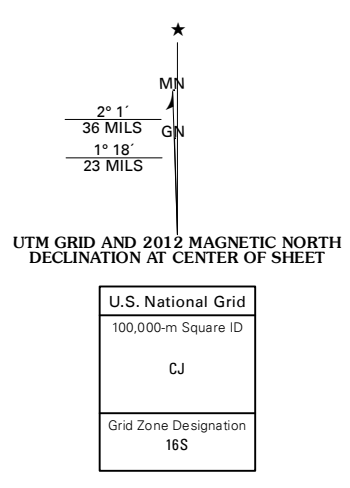 ★
MN
2° 1´
36 MILS
GN
1° 18´
23 MILS
UTM GRID AND 2012 MAGNETIC NORTH
DECLINATION AT CENTER OF SHEET
U.S. National Grid
100,000-m Square ID
CJ
Grid Zone Designation
16S